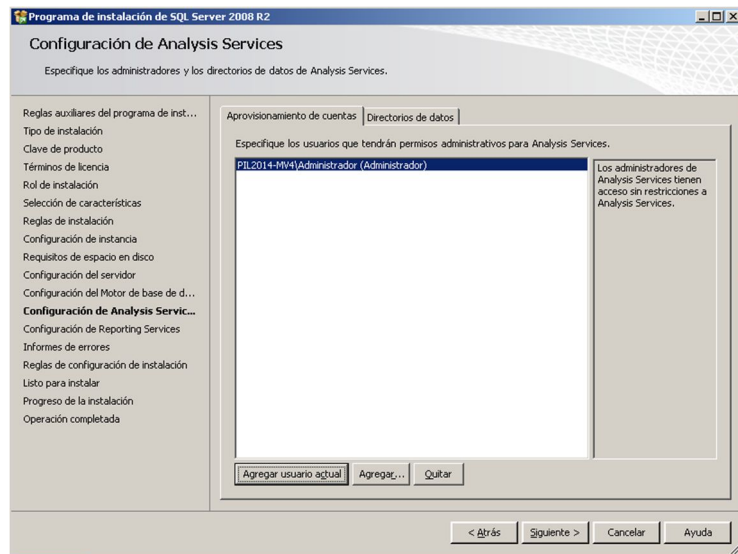 Programa de instalación de SQL Server 2008 R2
Configuración de Analysis Services
Especifique los administradores y los directorios de datos de Analysis Services.
Reglas auxiliares del programa de inst...
Tipo de instalación
Clave de producto
Términos de licencia
Rol de instalación
Selección de características
Reglas de instalación
Configuración de instancia
Requisitos de espacio en disco
Configuración del servidor
Configuración del Motor de base de d...
Configuración de Analysis Servic...
Configuración de Reporting Services
Informes de errores
Reglas de configuración de instalación
Listo para instalar
Progreso de la instalación
Operación completada
Aprovisionamiento de cuentas Directorios de datos
Especifique los usuarios que tendrán permisos administrativos para Analysis Services.
PIL2014-MV4\Administrador (Administrador)
Los administradores de
Analysis Services tienen
acceso sin restricciones a
Analysis Services.
Agregar usuario actual Agregar... Quitar
< Atrás Siguiente > Cancelar Ayuda